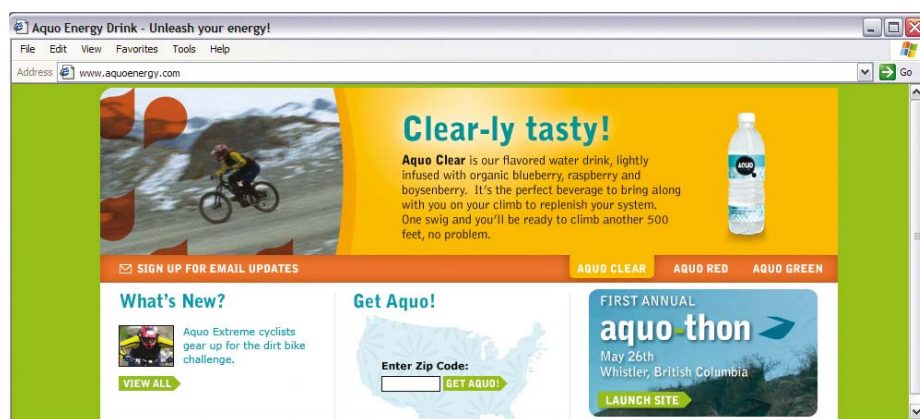 Aquo Energy Drink - Unleash your energy!
File Edit View Favorites Tools Help
Address www.aquoenergy.com Go
Clear-ly tasty!
Aquo Clear is our flavored water drink, lightly
infused with organic blueberry, raspberry and
boysenberry. It's the perfect beverage to bring along
with you on your climb to replenish your system.
One swig and you'll be ready to climb another 500
feet, no problem.
AQUO
SIGN UP FOR EMAIL UPDATES
AQUO CLEAR AQUO RED AQUO GREEN
What's New?
Aquo Extreme cyclists
gear up for the dirt bike
challenge.
VIEW ALL
Get Aquo!
Enter Zip Code:
GET AQUO!
FIRST ANNUAL
aquo-thon
May 26th
Whistler, British Columbia
LAUNCH SITE